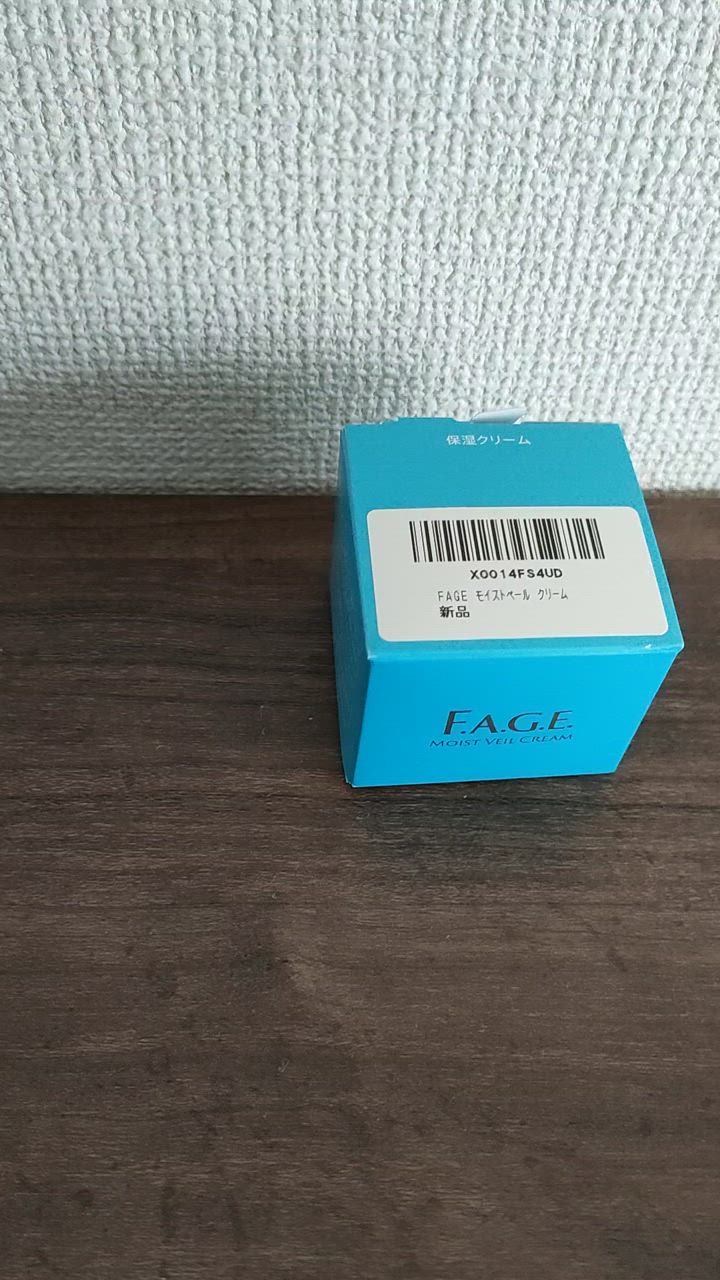 保湿クリーム
X0014FS4UD
FAGE モイストベール クリーム
新品
F.A.G.E.
MOIST VEIL CREAM